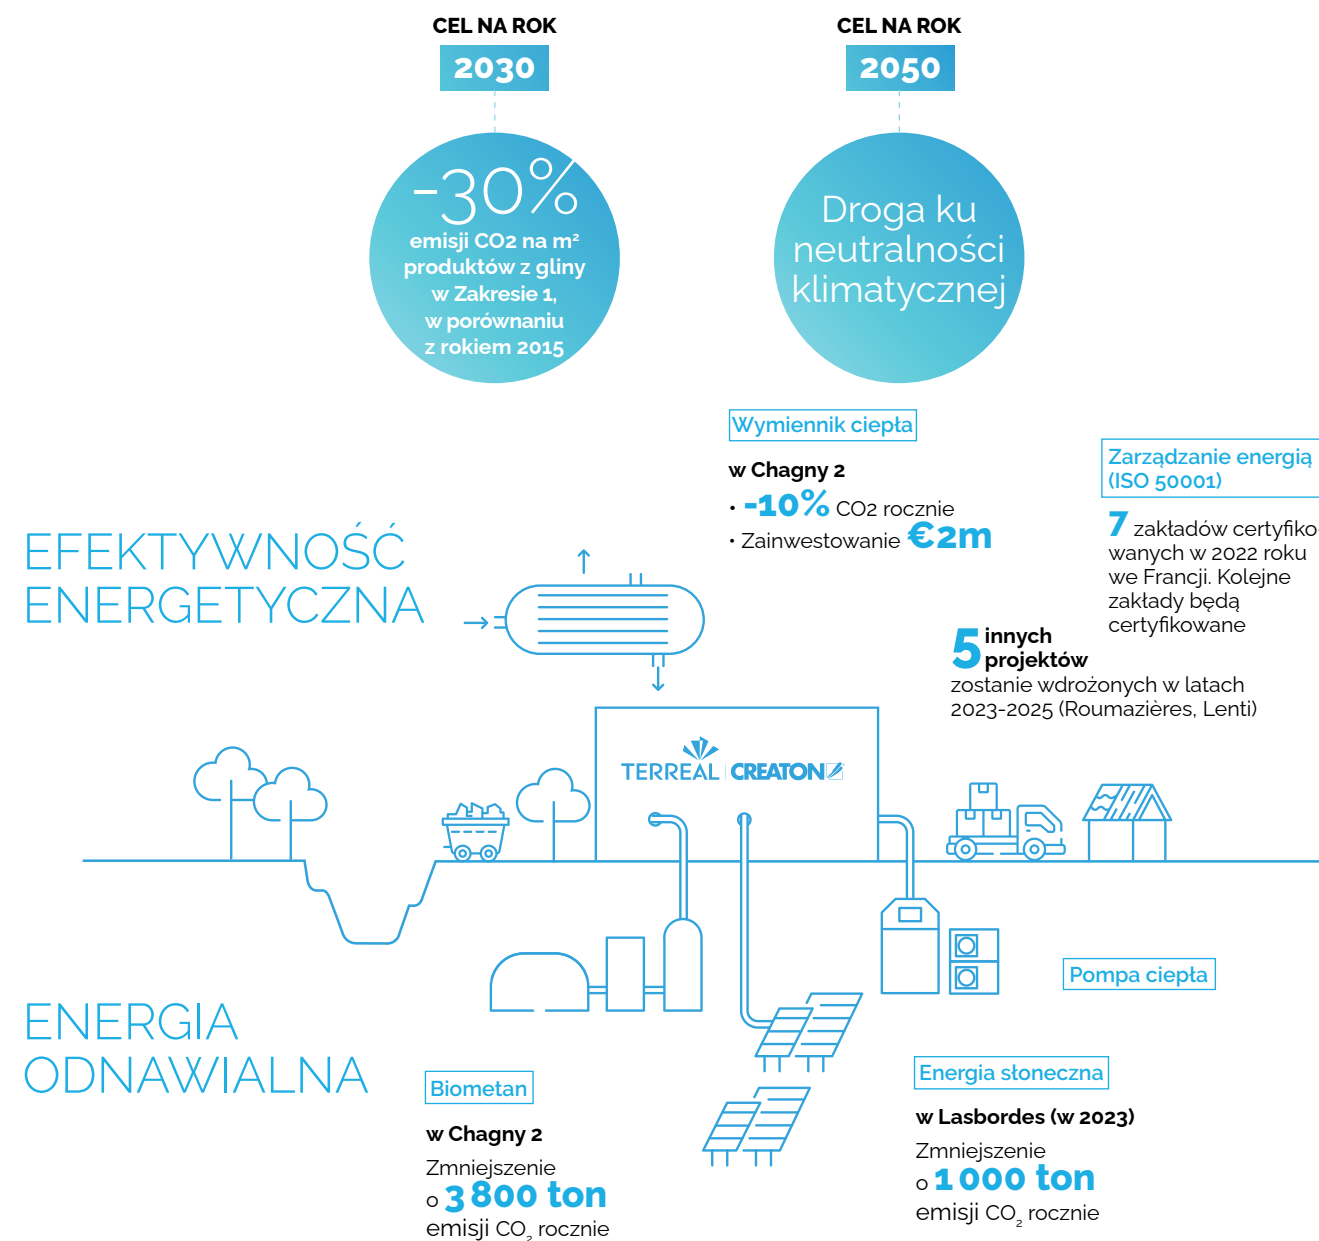 CEL NA ROK
2030
-30%
emisji CO2 na m²
produktów z gliny
w Zakresie 1,
w porównaniu
z rokiem 2015
CEL NA ROK
2050
Droga ku
neutralności
klimatycznej
EFEKTYWNOŚĆ
ENERGETYCZNA
Wymiennik ciepła
w Chagny 2
• -10% CO2 rocznie
• Zainwestowanie €2m
Zarządzanie energią
(ISO 50001)
7 zakładów certyfiko-
wanych w 2022 roku
we Francji. Kolejne
zakłady będą
certyfikowane
5 innych
projektów
zostanie wdrożonych w latach
2023-2025 (Roumazières, Lenti)
TERREAL | CREATON
ENERGIA
ODNAWIALNA
Pompa ciepła
Biometan
w Chagny 2
Zmniejszenie
o 3 800 ton
emisji CO₂ rocznie
Energia słoneczna
w Lasbordes (w 2023)
Zmniejszenie
o 1 000 ton
emisji CO₂ rocznie